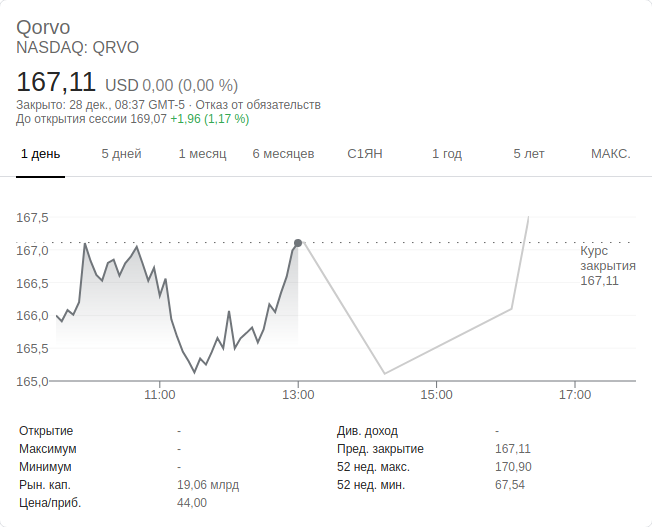 Qorvo
NASDAQ: QRVO
167,11 USD 0,00 (0,00 %)
Закрыто: 28 дек., 08:37 GMT-5 · Отказ от обязательств
До открытия сессии 169,07 +1,96 (1,17 %)
1 день 5 дней 1 месяц 6 месяцев С1ЯН 1 год 5 лет МАКС.
167,5
167,0
166,5
166,0
165,5
165,0
Курс
закрытия
167,11
11:00 13:00 15:00 17:00
Открытие - Див. доход -
Максимум - Пред. закрытие 167,11
Минимум - 52 нед. макс. 170,90
Рын. кап. 19,06 млрд 52 нед. мин. 67,54
Цена/приб. 44,00